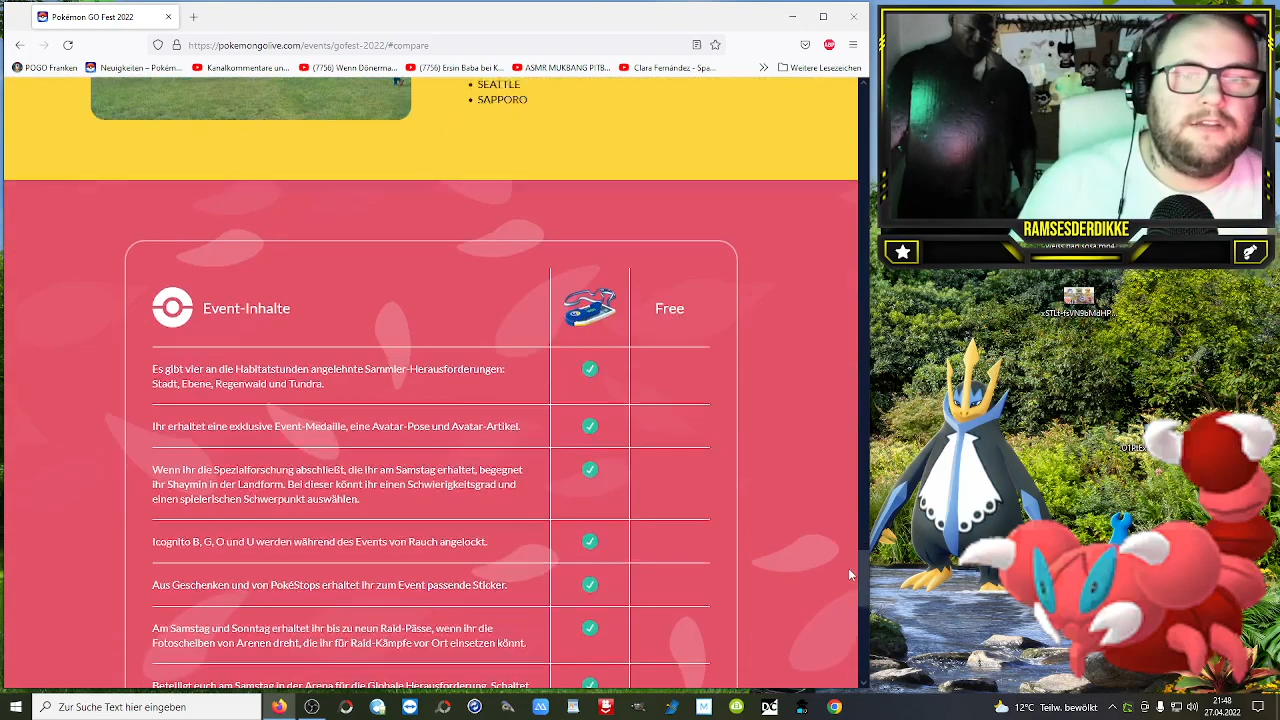 Pokémon GO Fest 2022
https://pokemongolive.com/events/gofest-2022/#compare
POGO Franken
Neuigkeiten – Pokém...
Kanalkommentare un...
(7756) Wenn Informa...
(7756) Ersin Baba bei K...
ASMR MUKBANG PITB...
Clara Fernández - Spa...
Weitere Lesezeichen
• SEATTLE
• SAPPORO
Event-Inhalte
Free
Es gibt vier an die Habitatstunden angelehnte Sammler-Herausforderungen:
Stadt, Ebene, Regenwald und Tundra.
Ihr erhaltet eine exklusive Event-Medaille, eine Avatar-Pose und Avatar-Artikel.
Wenn ihr die Spezialforschung abschließt, die ihr am Samstag erhaltet, begegnet
ihr Shaymin in der Landform. Bei dieser könnt ihr einen Schwierigkeitsgrad und
einen spielerischen Schwerpunkt auswählen.
Icognito B, G, O und U werden während des Events von Rauch angelockt.
Aus Geschenken und von PokéStops erhaltet ihr zum Event passende Sticker.
Am Samstag und Sonntag erhaltet ihr bis zu neun Raid-Pässe, wenn ihr die
Fotoscheiben von Arenen dreht, die ihr für Raid-Kämpfe vor Ort einsetzen könnt.
RAMSESDERDIKKE
Zur Suche Text hier eingeben
12°C
21:48
27.04.2022